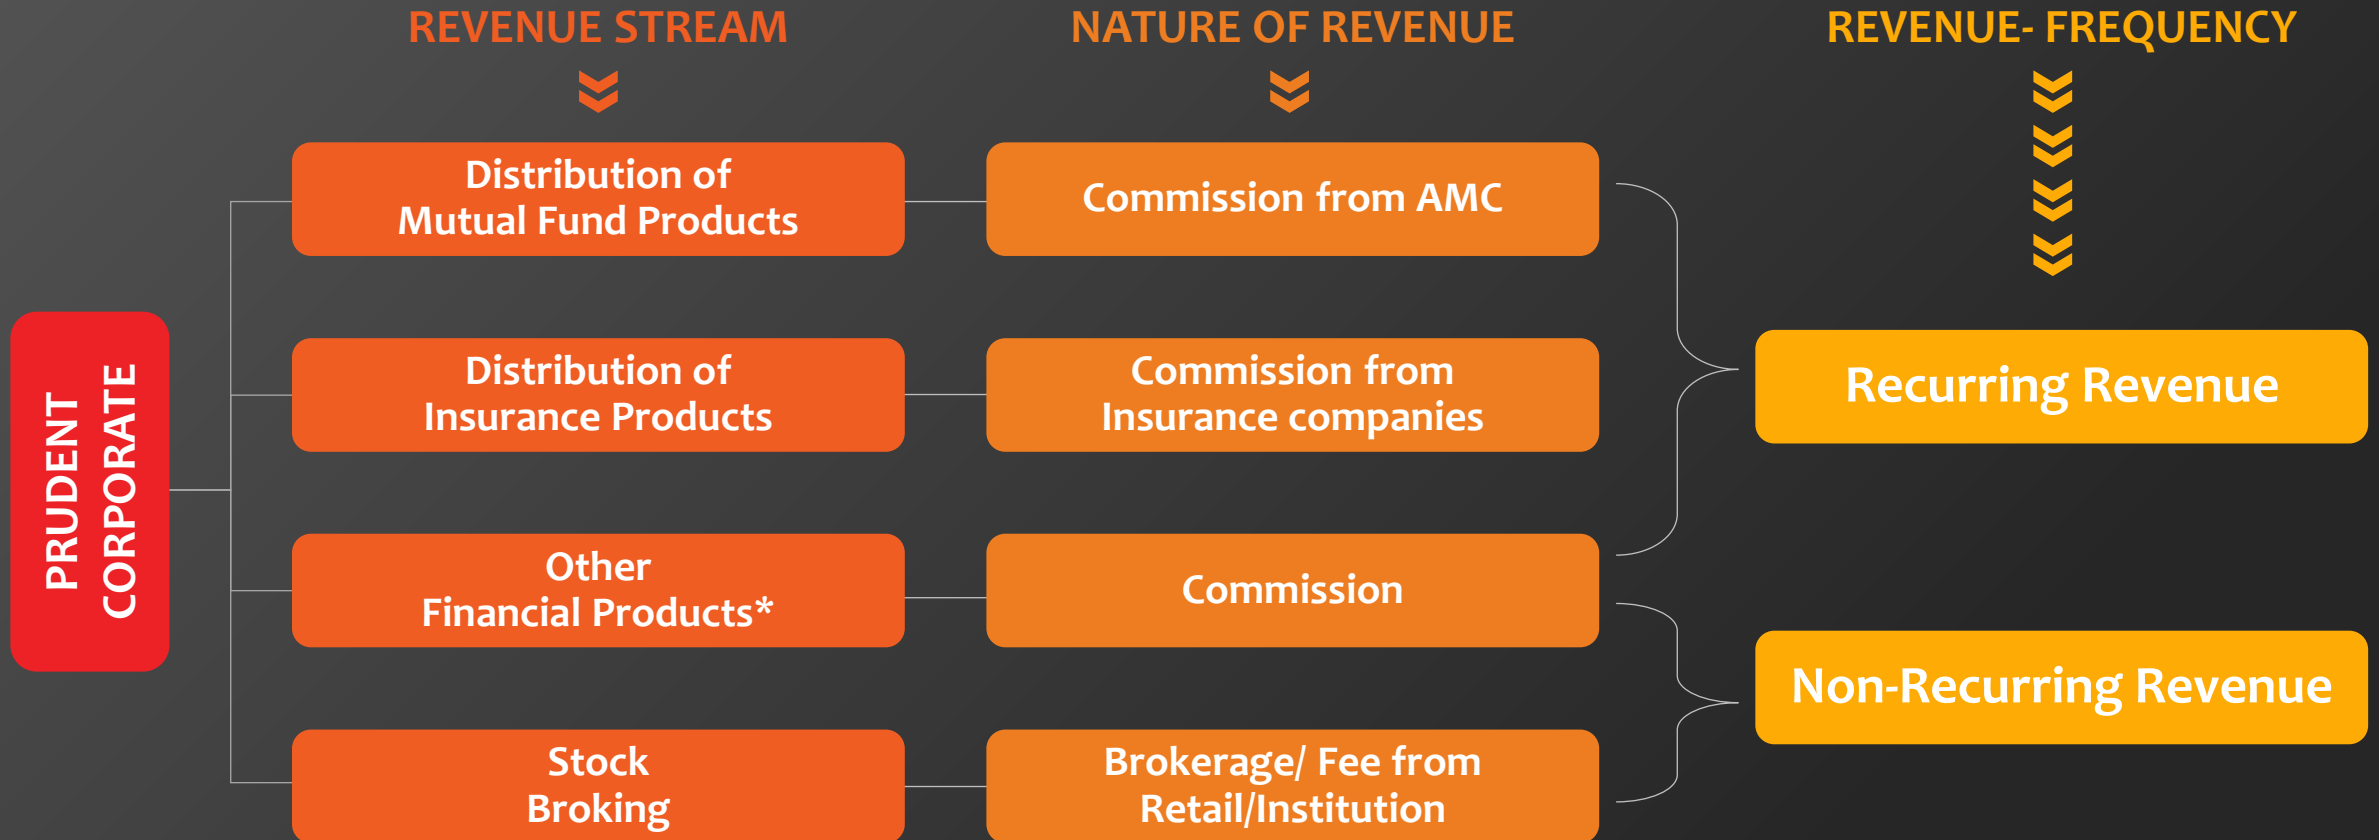 REVENUE STREAM
NATURE OF REVENUE
REVENUE- FREQUENCY
PRUDENT
CORPORATE
Distribution of
Mutual Fund Products
Commission from AMC
Distribution of
Insurance Products
Commission from
Insurance companies
Recurring Revenue
Other
Financial Products*
Commission
Non-Recurring Revenue
Stock
Broking
Brokerage/ Fee from
Retail/Institution